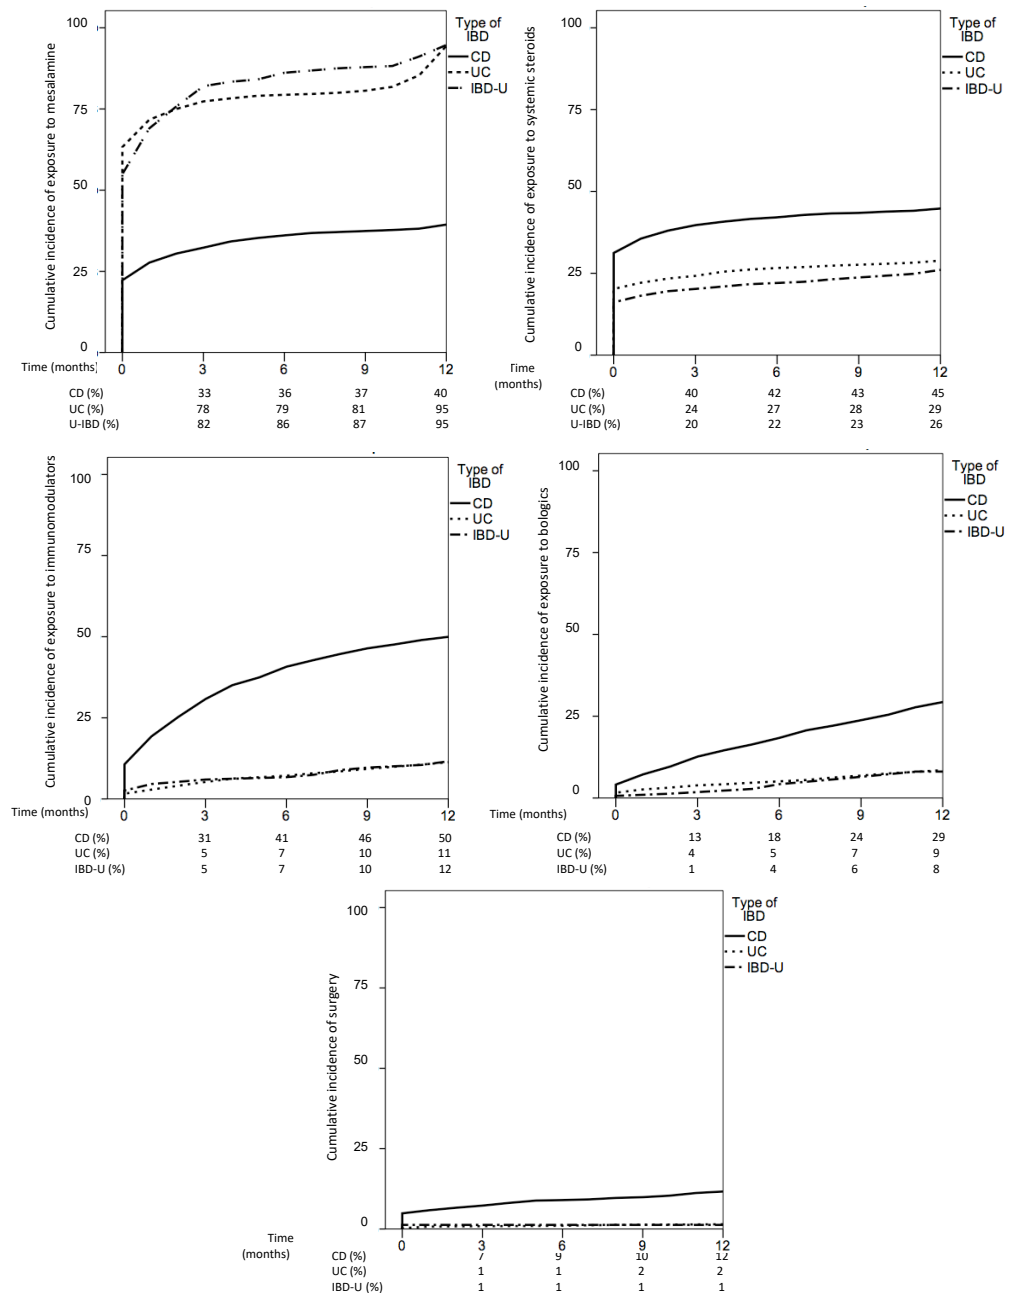 Cumulative incidence of exposure to mesalamine
100
75
50
25
0
Type of
IBD
CD
UC
IBD-U
Time (months)
0 3 6 9 12
CD (%) 33 36 37 40
UC (%) 78 79 81 95
U-IBD (%) 82 86 87 95
Cumulative incidence of exposure to systemic steroids
100
75
50
25
0
Type of
IBD
CD
UC
IBD-U
Time
(months)
0 3 6 9 12
CD (%) 40 42 43 45
UC (%) 24 27 28 29
U-IBD (%) 20 22 23 26
Cumulative incidence of exposure to immunomodulators
100
75
50
25
0
Type of
IBD
CD
UC
IBD-U
Time (months)
0 3 6 9 12
CD (%) 31 41 46 50
UC (%) 5 7 10 11
IBD-U (%) 5 7 10 12
Cumulative incidence of exposure to bologics
100
75
50
25
0
Type of
IBD
CD
UC
IBD-U
Time (months)
0 3 6 9 12
CD (%) 13 18 24 29
UC (%) 4 5 7 9
IBD-U (%) 1 4 6 8
Cumulative incidence of surgery
100
75
50
25
0
Type of
IBD
CD
UC
IBD-U
Time
(months)
0 3 6 9 12
CD (%) 7 9 10 12
UC (%) 1 1 2 2
IBD-U (%) 1 1 1 1